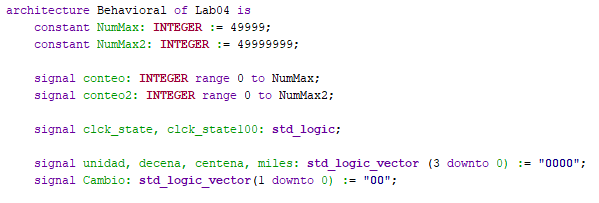 architecture Behavioral of Lab04 is
constant NumMax: INTEGER := 49999;
constant NumMax2: INTEGER := 49999999;
signal conteo: INTEGER range 0 to NumMax;
signal conteo2: INTEGER range 0 to NumMax2;
signal clck_state, clck_state100: std_logic;
signal unidad, decena, centena, miles: std_logic_vector (3 downto 0) := "0000";
signal Cambio: std_logic_vector(1 downto 0) := "00";